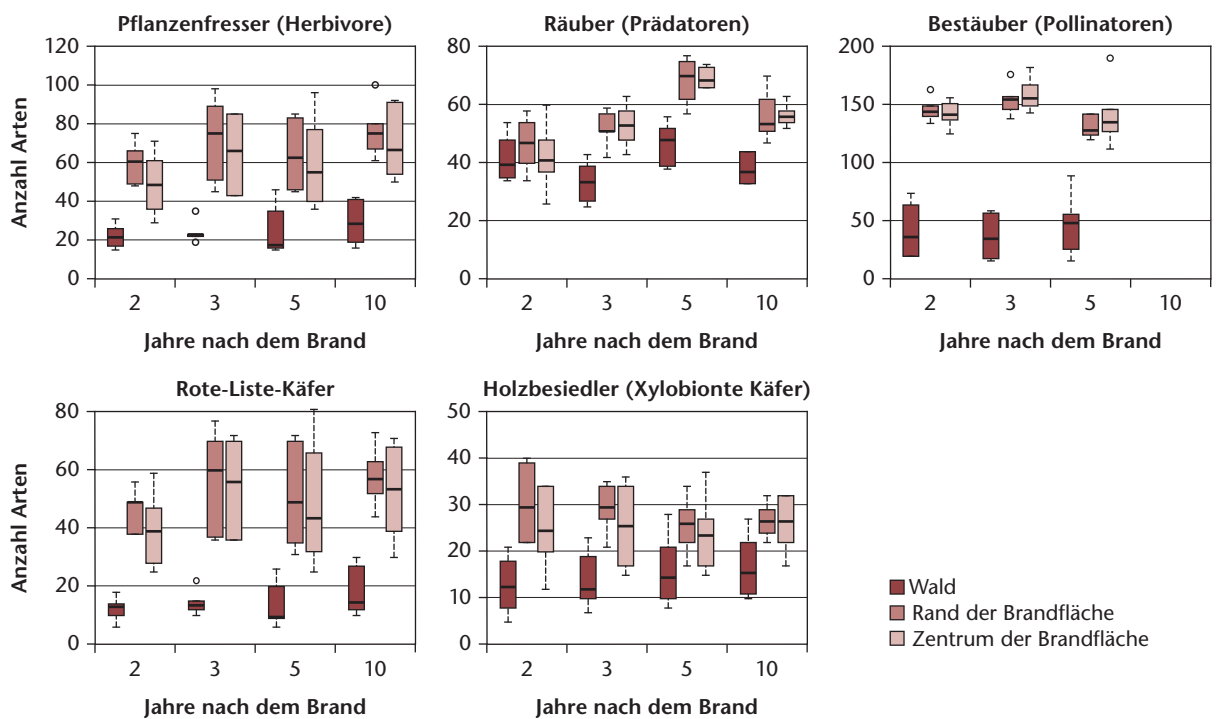 Pflanzenfresser (Herbivore)
Anzahl Arten
120
100
80
60
40
20
0
2 3 5 10
Jahre nach dem Brand
Räuber (Prädatoren)
80
60
40
20
0
2 3 5 10
Jahre nach dem Brand
Bestäuber (Pollinatoren)
200
150
100
50
0
2 3 5 10
Jahre nach dem Brand
Rote-Liste-Käfer
Anzahl Arten
80
60
40
20
0
2 3 5 10
Jahre nach dem Brand
Holzbesiedler (Xylobionte Käfer)
50
40
30
20
10
0
2 3 5 10
Jahre nach dem Brand
Wald
Rand der Brandfläche
Zentrum der Brandfläche